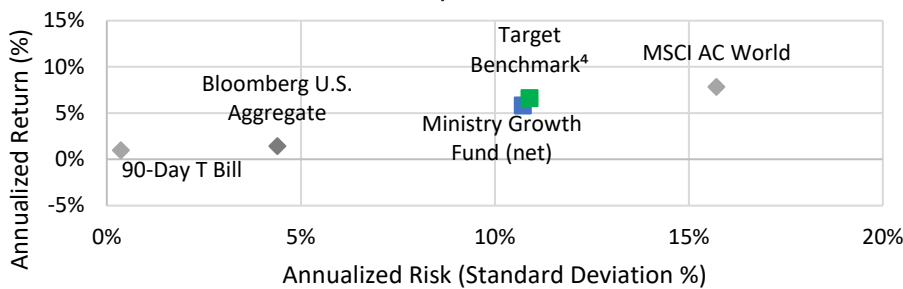 15%
10%
5%
0%
-5%
Annualized Return (%)
Target
Benchmark⁴
MSCI AC World
Bloomberg U.S.
Aggregate
Ministry Growth
Fund (net)
90-Day T Bill
0%
5%
10%
15%
20%
Annualized Risk (Standard Deviation %)